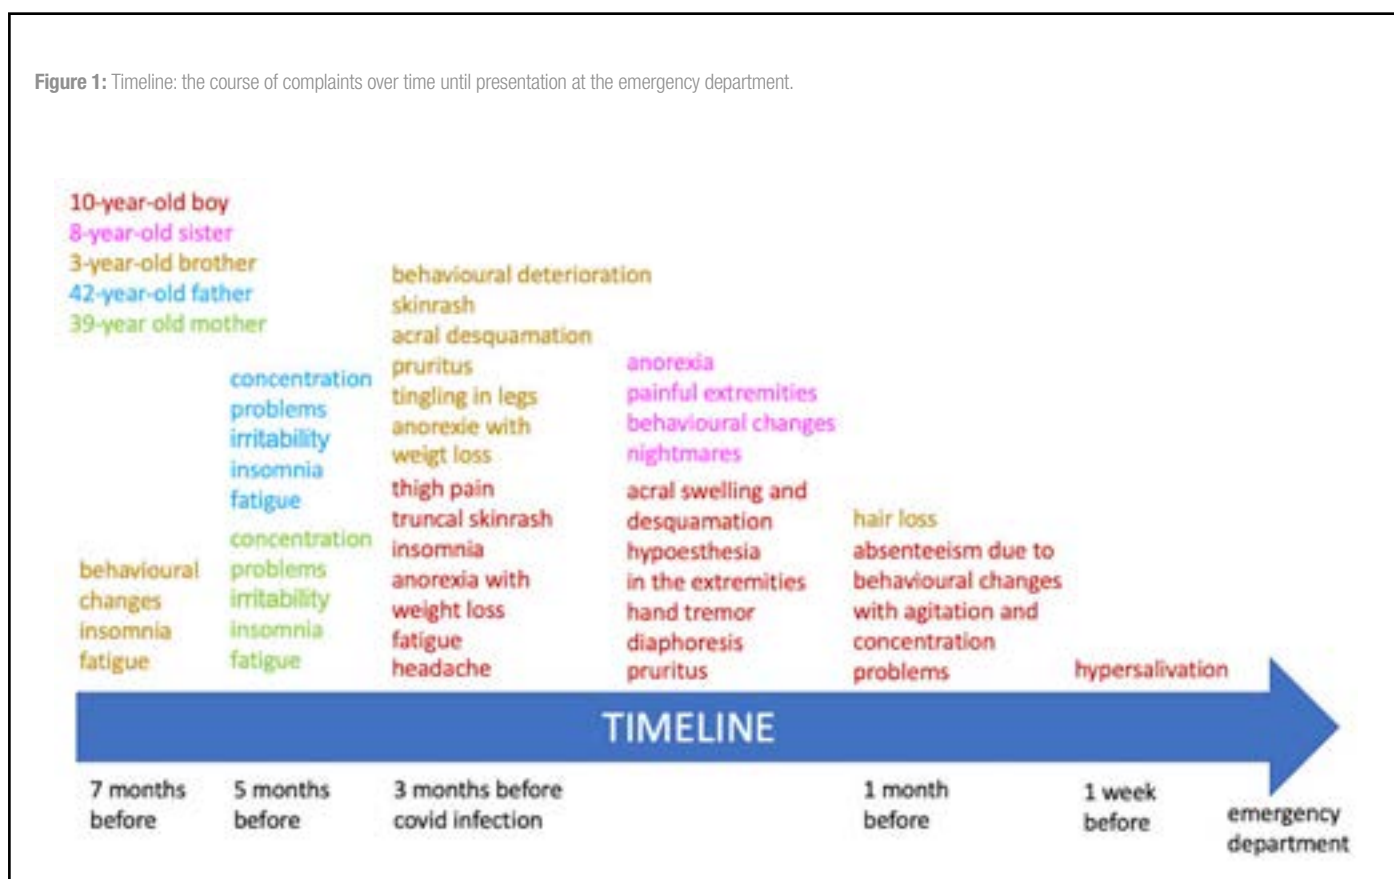 Figure 1: Timeline: the course of complaints over time until presentation at the emergency department.
10-year-old boy
8-year-old sister
3-year-old brother
42-year-old father
39-year old mother
behavioural
changes
insomnia
fatigue
concentration
problems
irritability
insomnia
fatigue
concentration
problems
irritability
insomnia
fatigue
behavioural deterioration
skinrash
acral desquamation
pruritus
tingling in legs
anorexie with
weigt loss
thigh pain
truncal skinrash
insomnia
anorexia with
weight loss
fatigue
headache
anorexia
painful extremities
behavioural changes
nightmares
acral swelling and
desquamation
hypoesthesia
in the extremities
hand tremor
diaphoresis
pruritus
hair loss
absenteeism due to
behavioural changes
with agitation and
concentration
problems
hypersalivation
TIMELINE
7 months
before
5 months
before
3 months before
covid infection
1 month
before
1 week
before
emergency
department